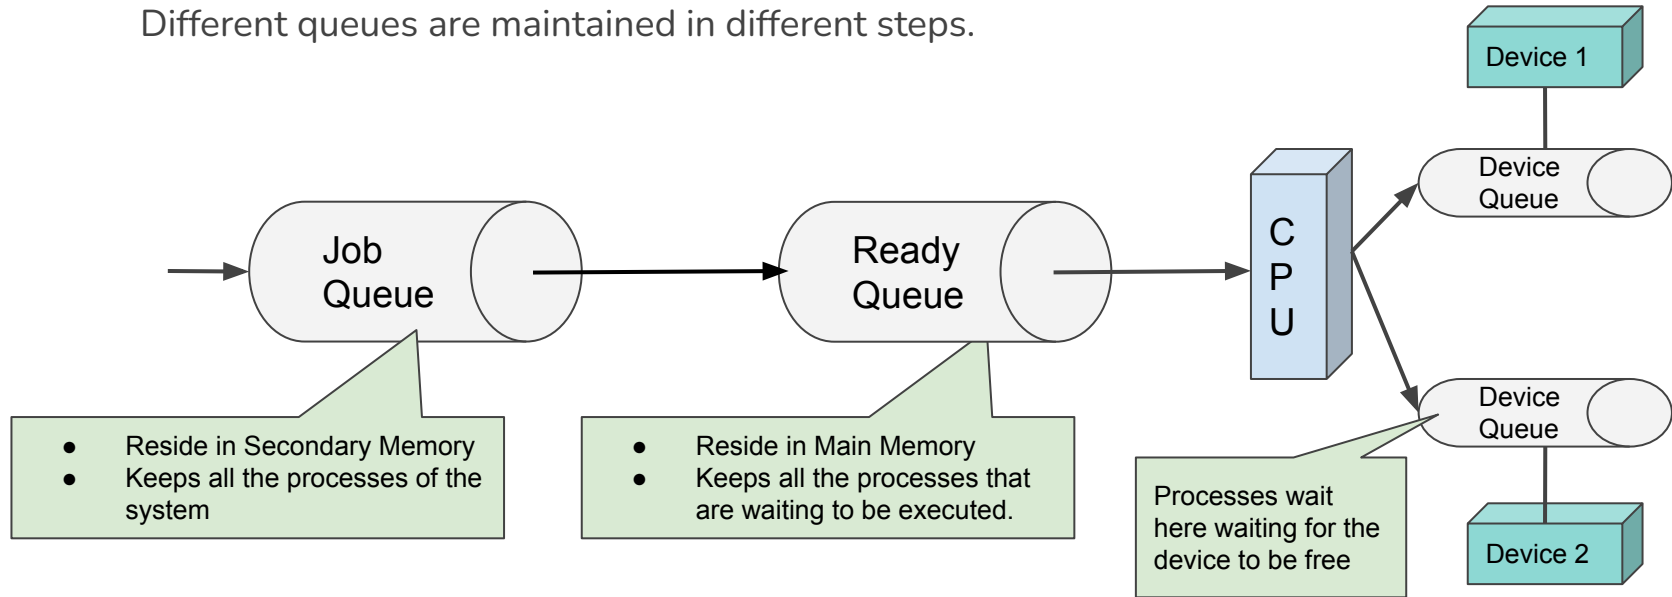 Different queues are maintained in different steps.
Device 1
Device
Queue
Job
Queue
Ready
Queue
C
P
U
Device
Queue
● Reside in Secondary Memory
● Keeps all the processes of the
system
● Reside in Main Memory
● Keeps all the processes that
are waiting to be executed.
Processes wait
here waiting for the
device to be free
Device 2